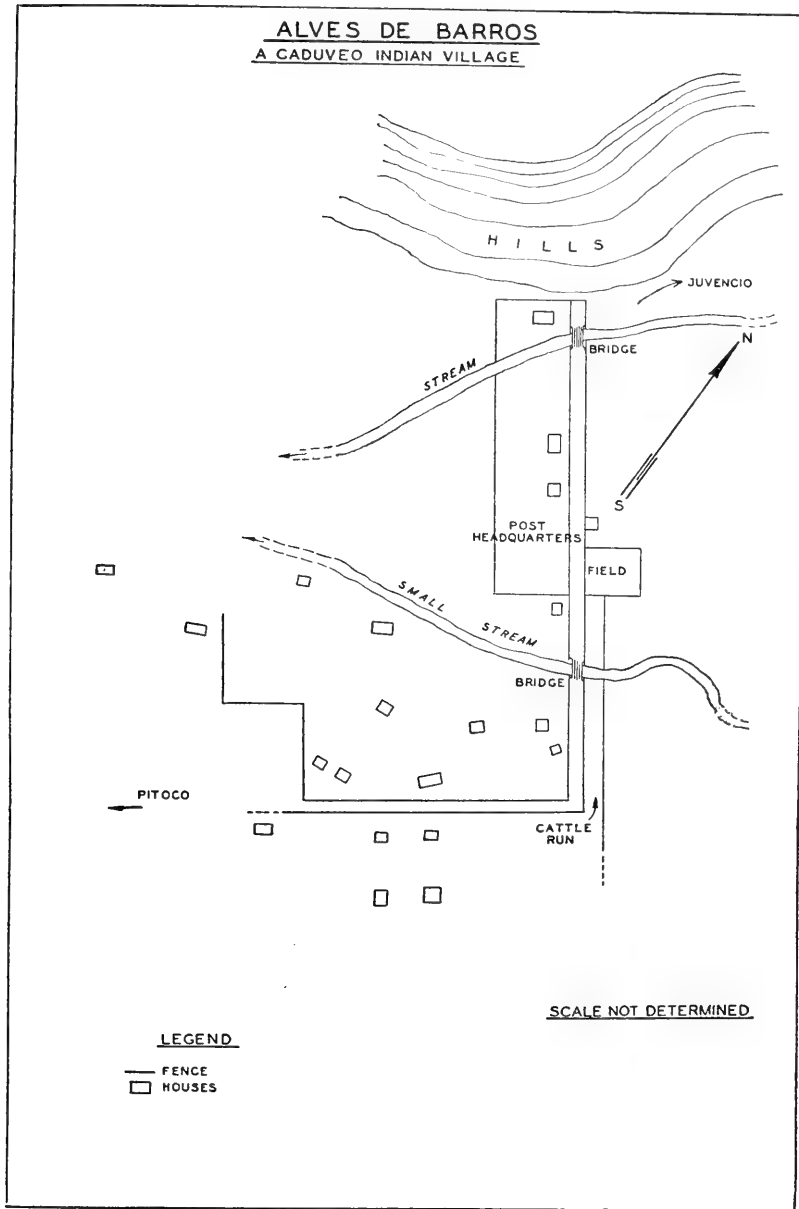 ALVES DE BARROS
A CADUVEO INDIAN VILLAGE
HILLS
JUVENCIO
BRIDGE
N
STREAM
S
POST
HEADQUARTERS
FIELD
SMALL STREAM
BRIDGE
PITOCO
CATTLE
RUN
SCALE NOT DETERMINED
LEGEND
FENCE
HOUSES